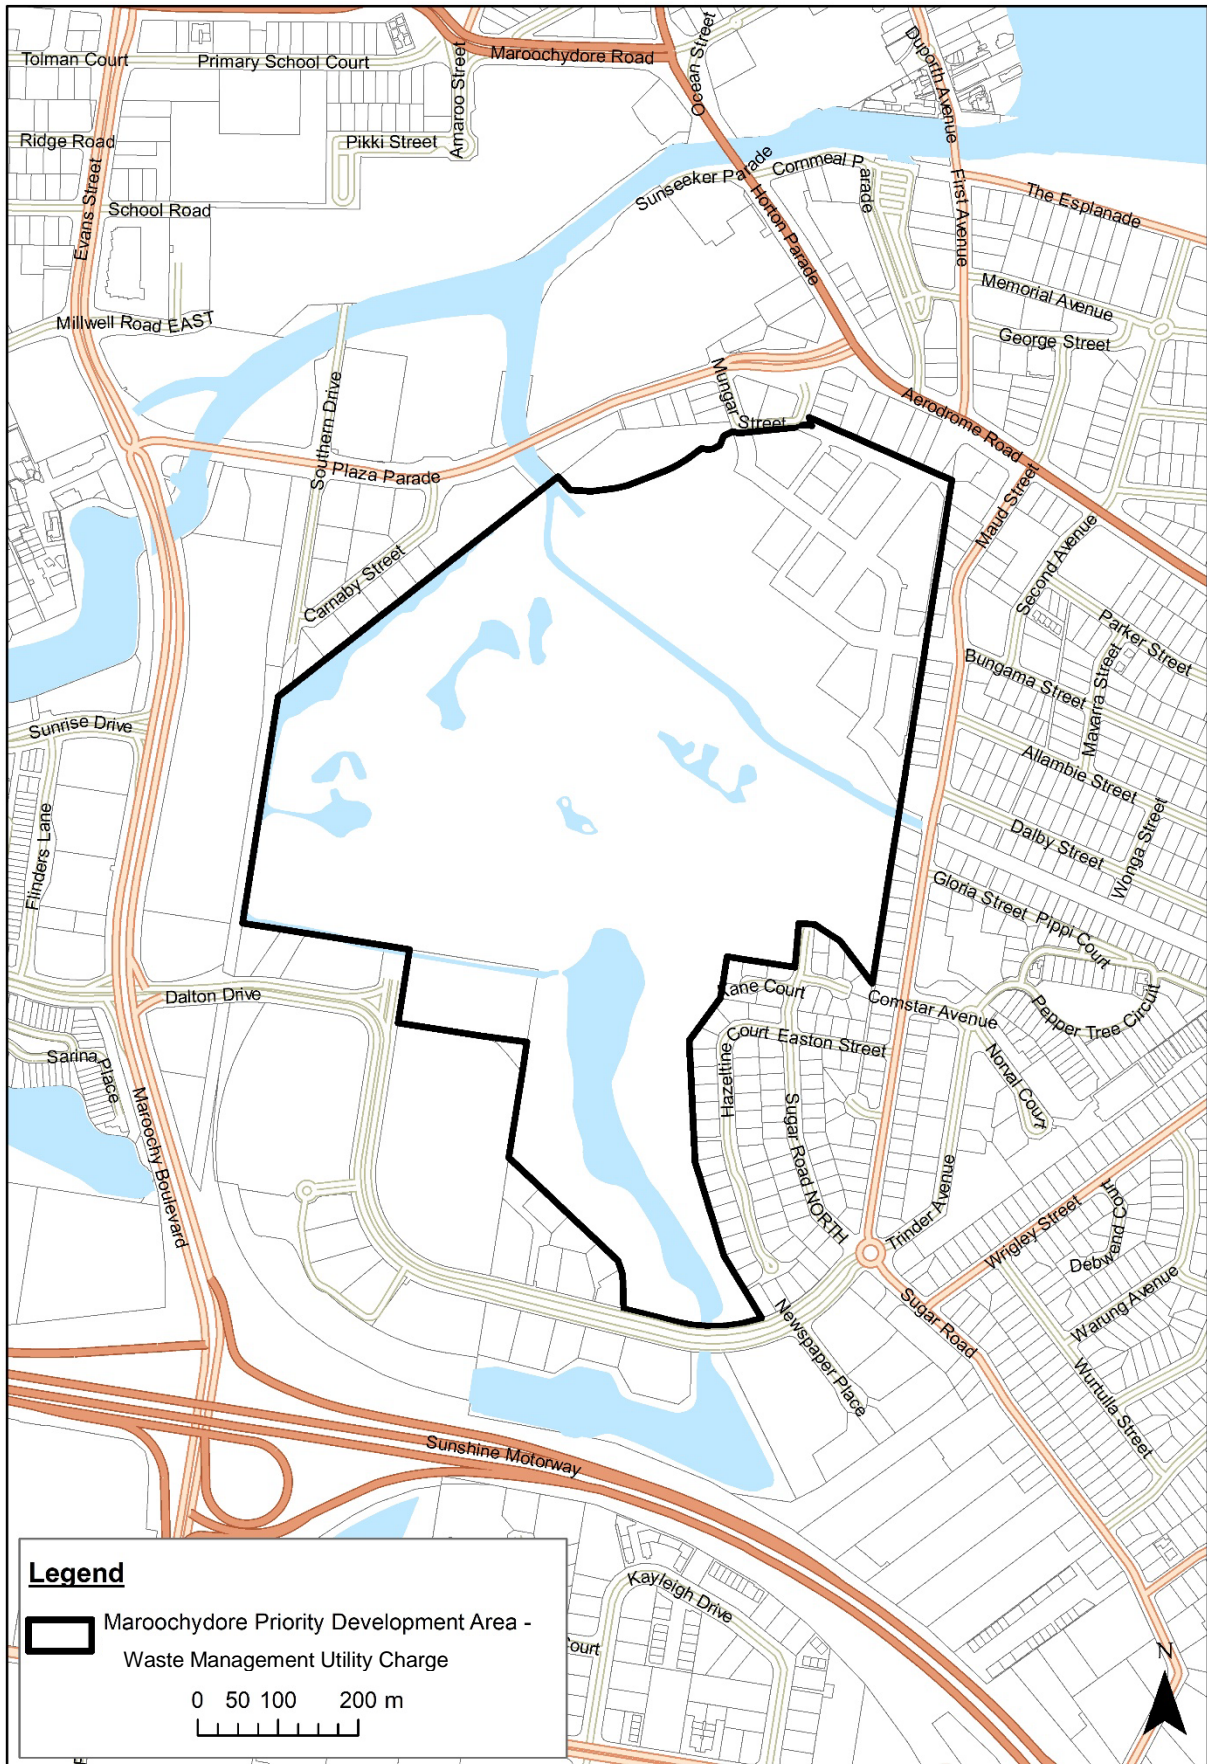 Tolman Court
Primary School Court
Maroochydore Road
Ocean Street
Duporth Avenue
Amaroo Street
Ridge Road
Pikki Street
Evans Street
School Road
Sunseeker Parade
Cornmeal Parade
Horton Parade
First Avenue
The Esplanade
Millwell Road EAST
Memorial Avenue
George Street
Southern Drive
Mungar Street
Aerodrome Road
Plaza Parade
Maud Street
Carnaby Street
Second Avenue
Parker Street
Bungama Street
Mavarra Street
Sunrise Drive
Allambie Street
Flinders Lane
Dalby Street
Wonga Street
Gloria Street
Pippi Court
Dalton Drive
Kane Court
Comstar Avenue
Pepper Tree Circuit
Sarina Place
Hazeltine Court
Easton Street
Norval Court
Maroochy Boulevard
Sugar Road NORTH
Trinder Avenue
Wrigley Street
Debwend Cour
Warung Avenue
Newspaper Place
Sugar Road
Wurtulla Street
Sunshine Motorway
Kayleigh Drive
Court
Legend
Maroochydore Priority Development Area -
Waste Management Utility Charge
0 50 100 200 m
N